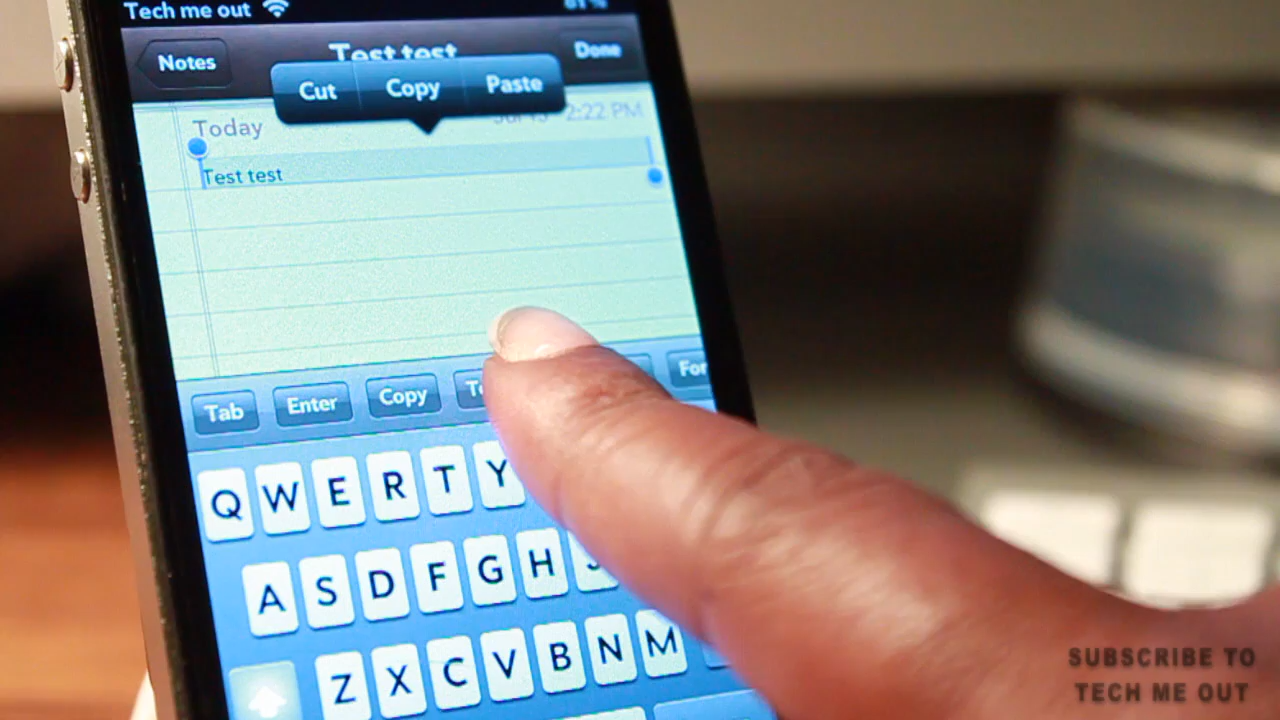 Tech me out 81%
Notes Test test Done
Cut Copy Paste
Today 2:22 PM
Test test
Tab Enter Copy
Q W E R T Y
A S D F G H J
Z X C V B N M
SUBSCRIBE TO
TECH ME OUT